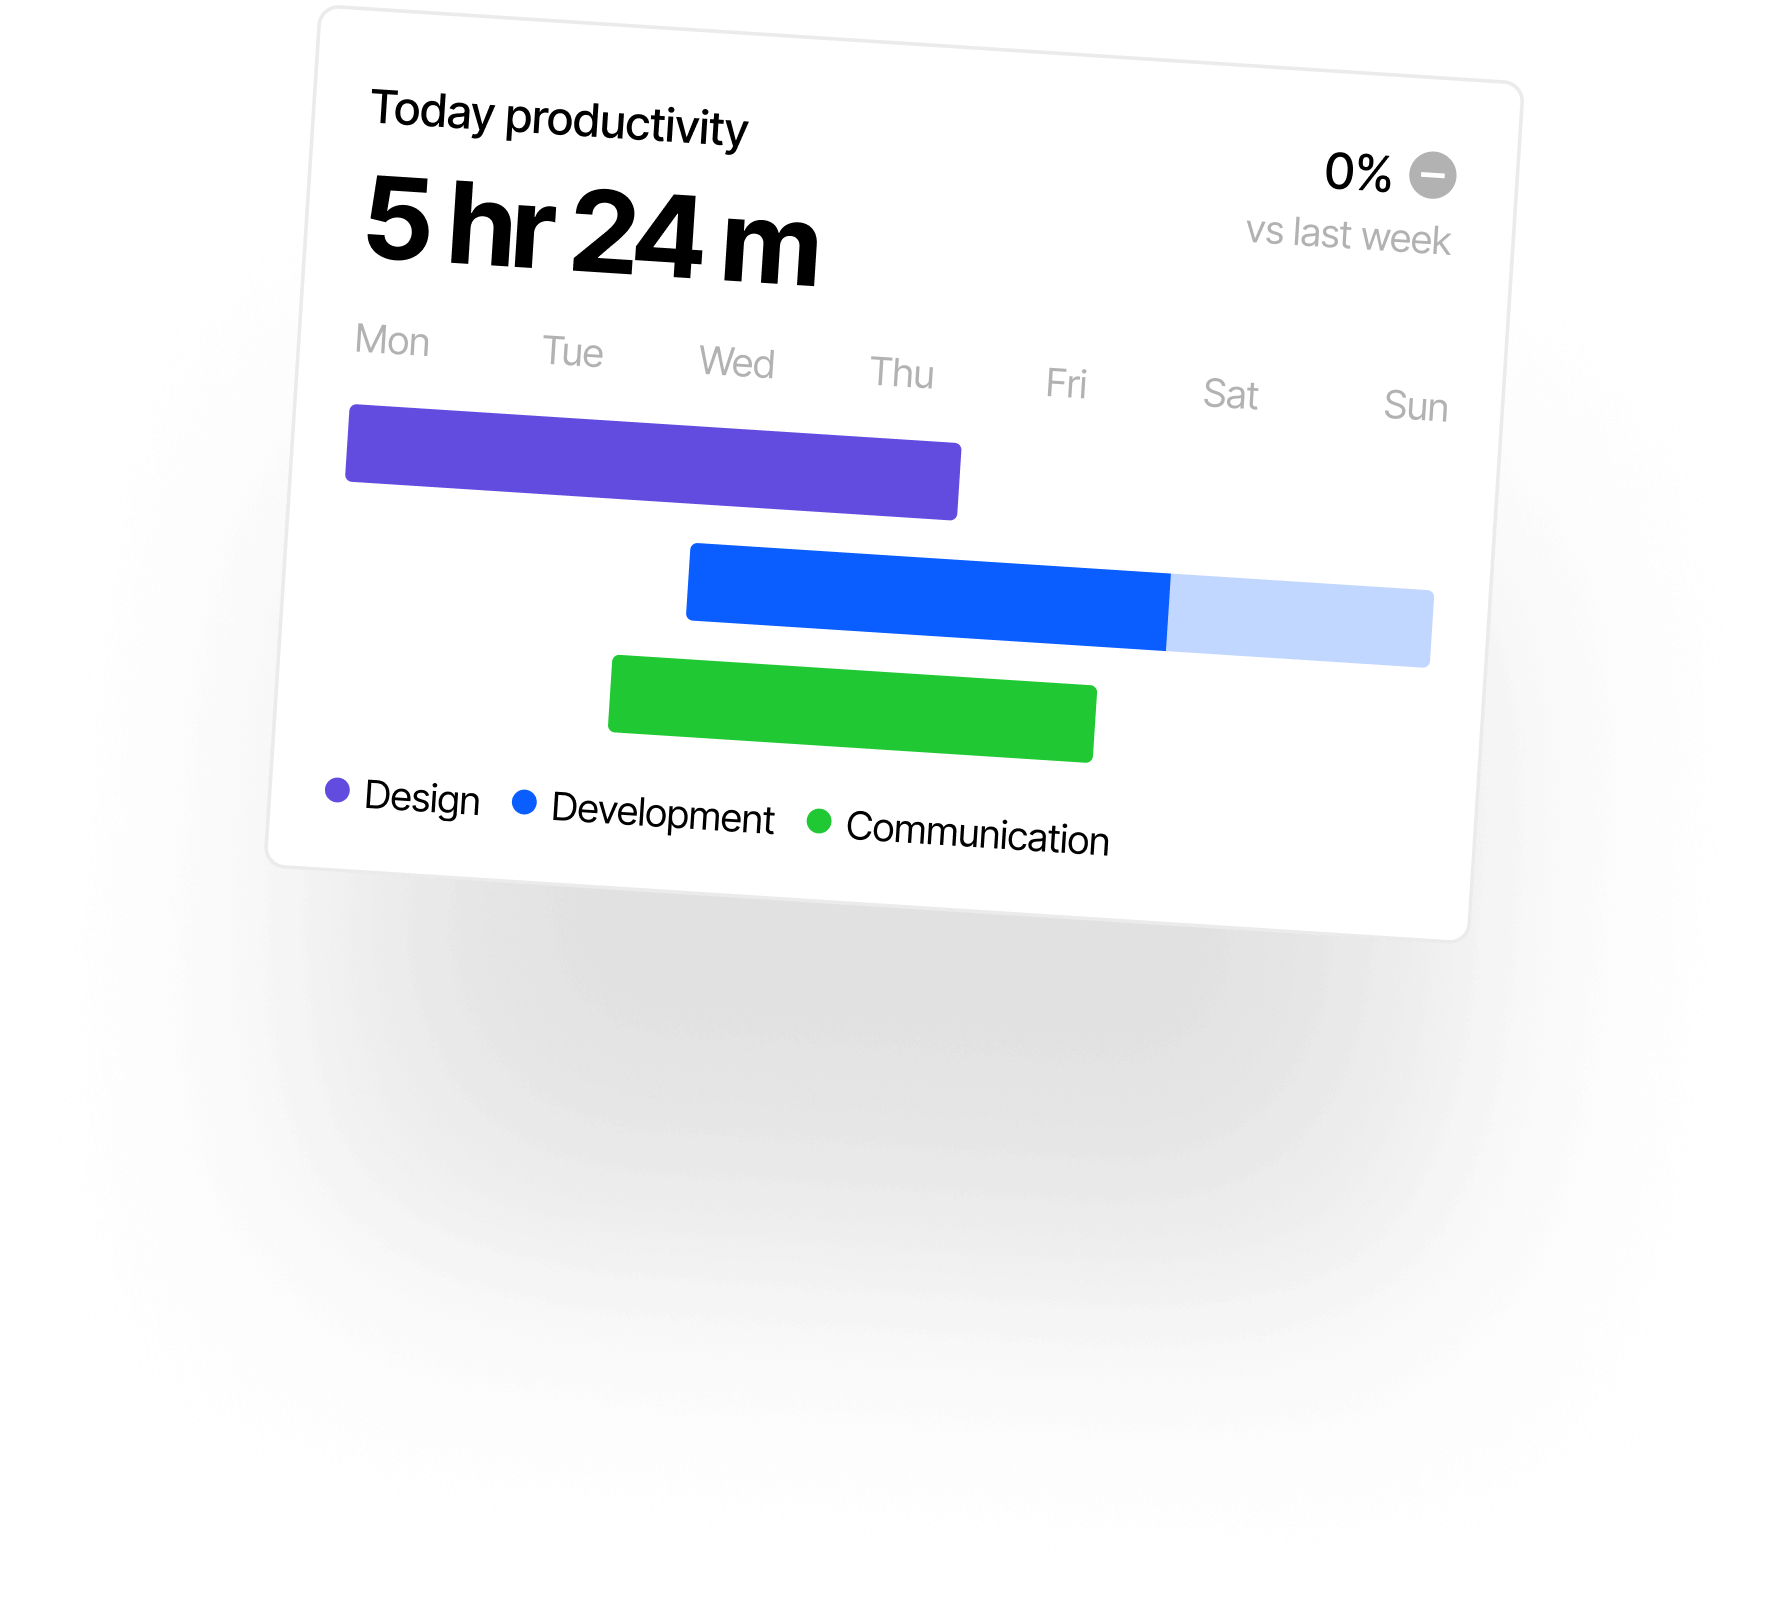 Today productivity
5 hr 24 m
0%
vs last week
Mon Tue Wed Thu Fri Sat Sun
Design Development Communication